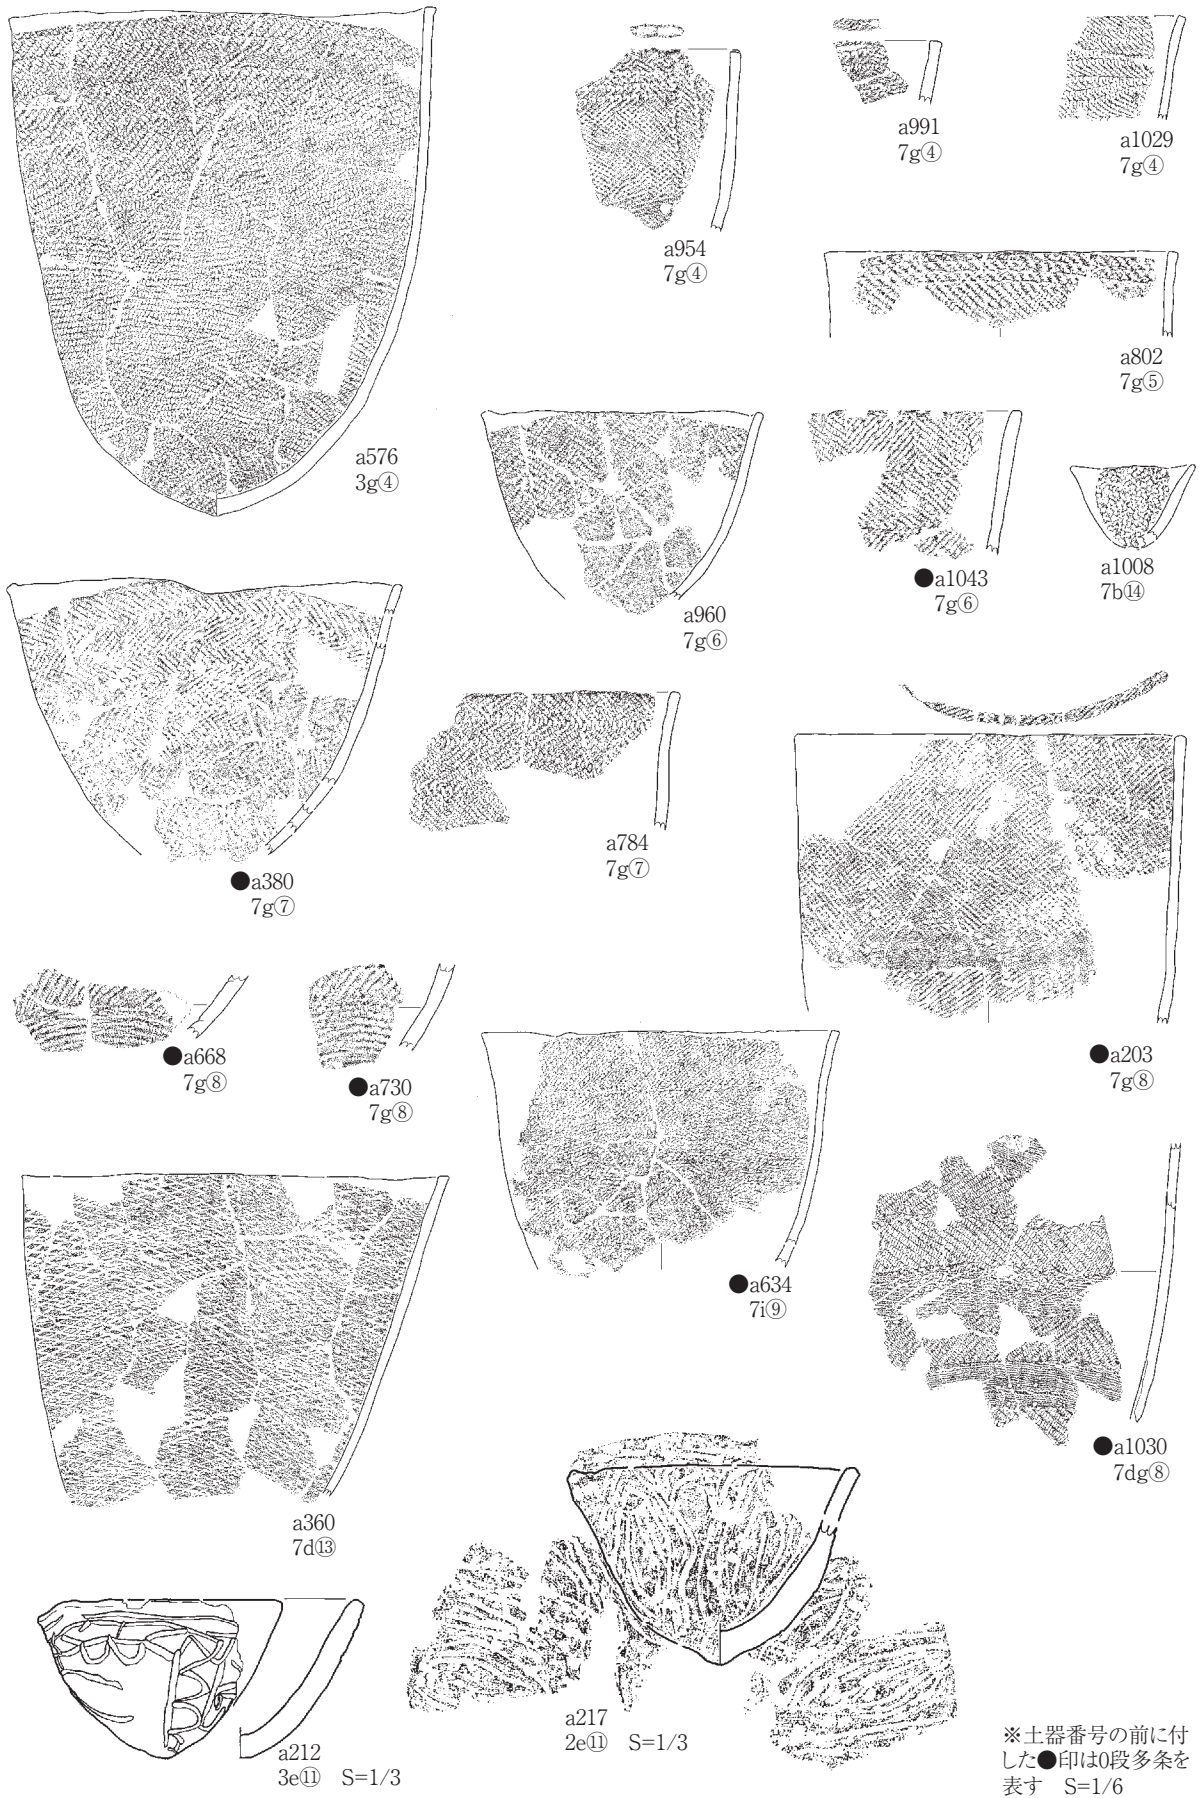 a576
3g④
a954
7g④
a991
7g④
a1029
7g④
a802
7g⑤
a960
7g⑥
●a1043
7g⑥
a1008
7b⑭
●a380
7g⑦
a784
7g⑦
●a203
7g⑧
●a668
7g⑧
●a730
7g⑧
●a634
7i⑨
●a1030
7dg⑧
a360
7d⑬
a212
3e⑪ S=1/3
a217
2e⑪ S=1/3
※土器番号の前に付
した●印は0段多条を
表す S=1/6